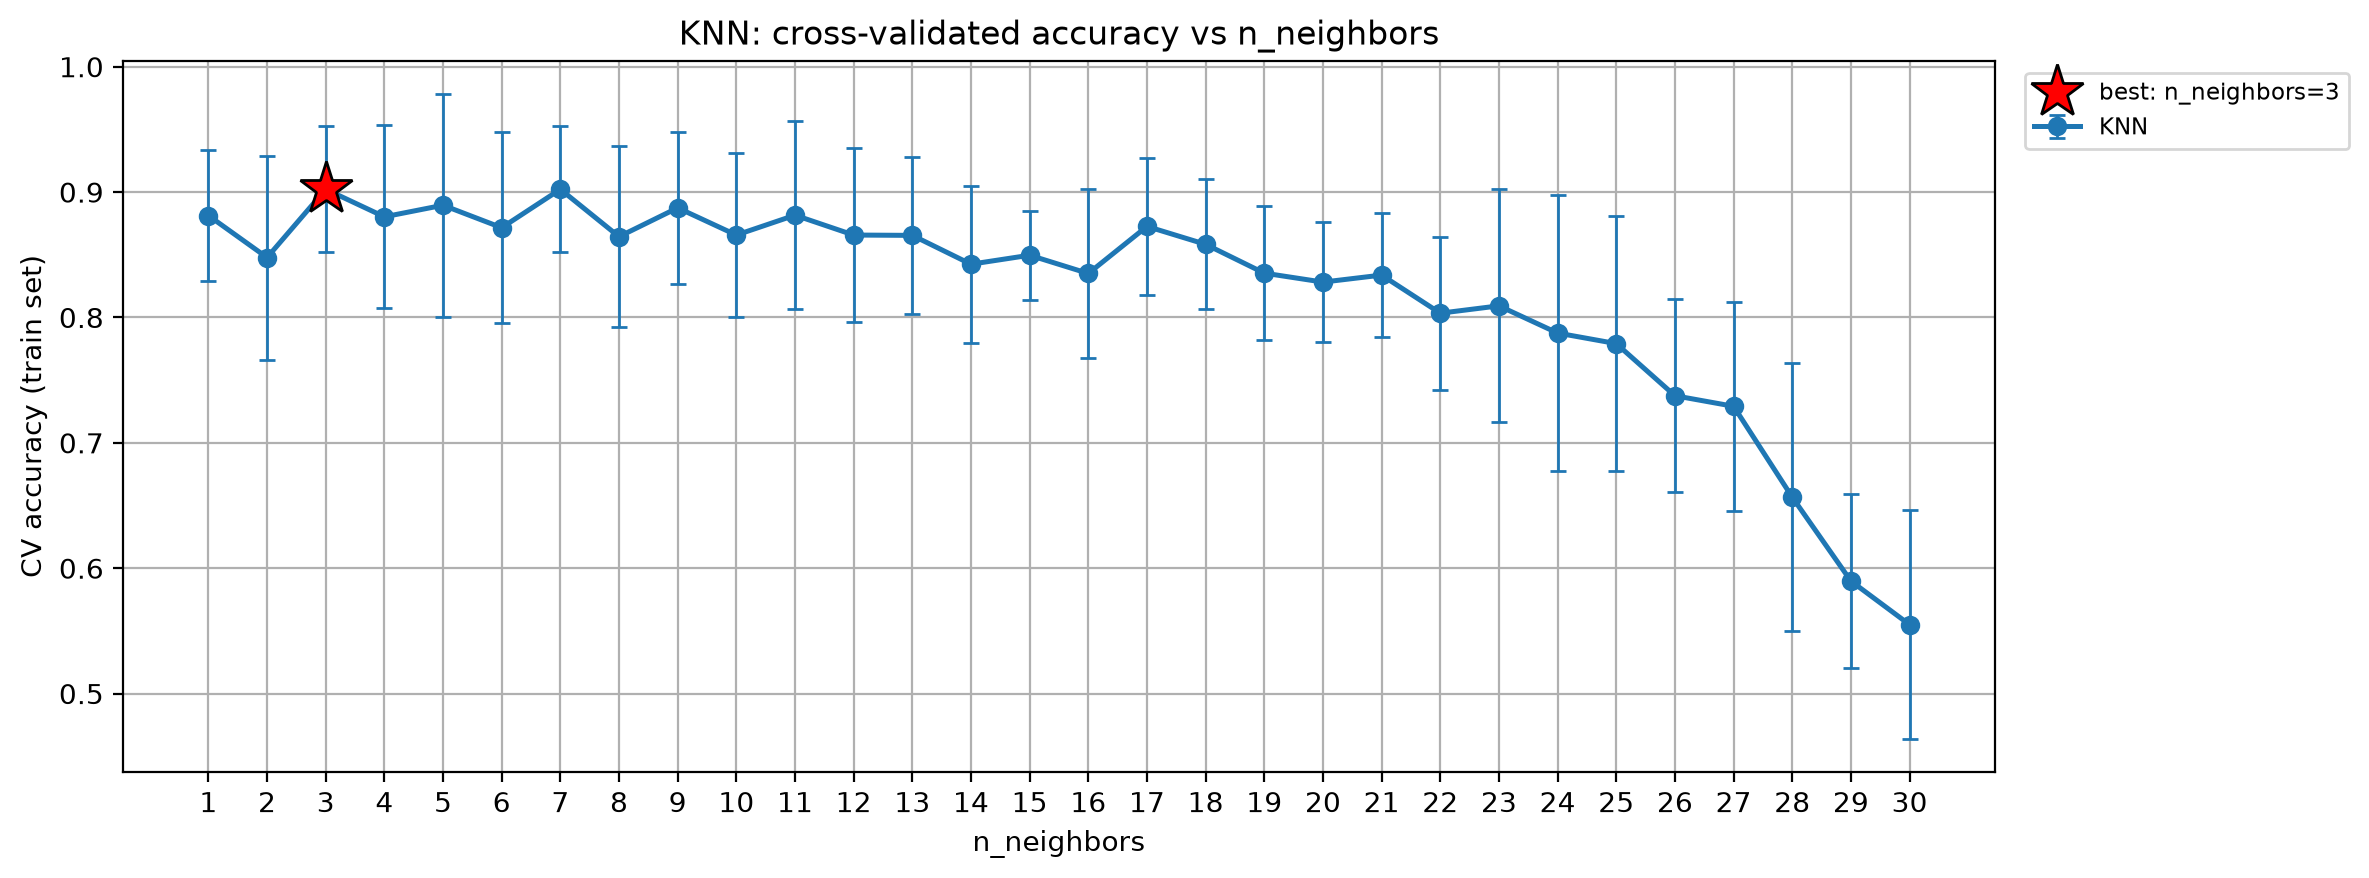 KNN: cross-validated accuracy vs n_neighbors
best: n_neighbors=3
KNN
CV accuracy (train set)
1.0
0.9
0.8
0.7
0.6
0.5
1 2 3 4 5 6 7 8 9 10 11 12 13 14 15 16 17 18 19 20 21 22 23 24 25 26 27 28 29 30
n_neighbors